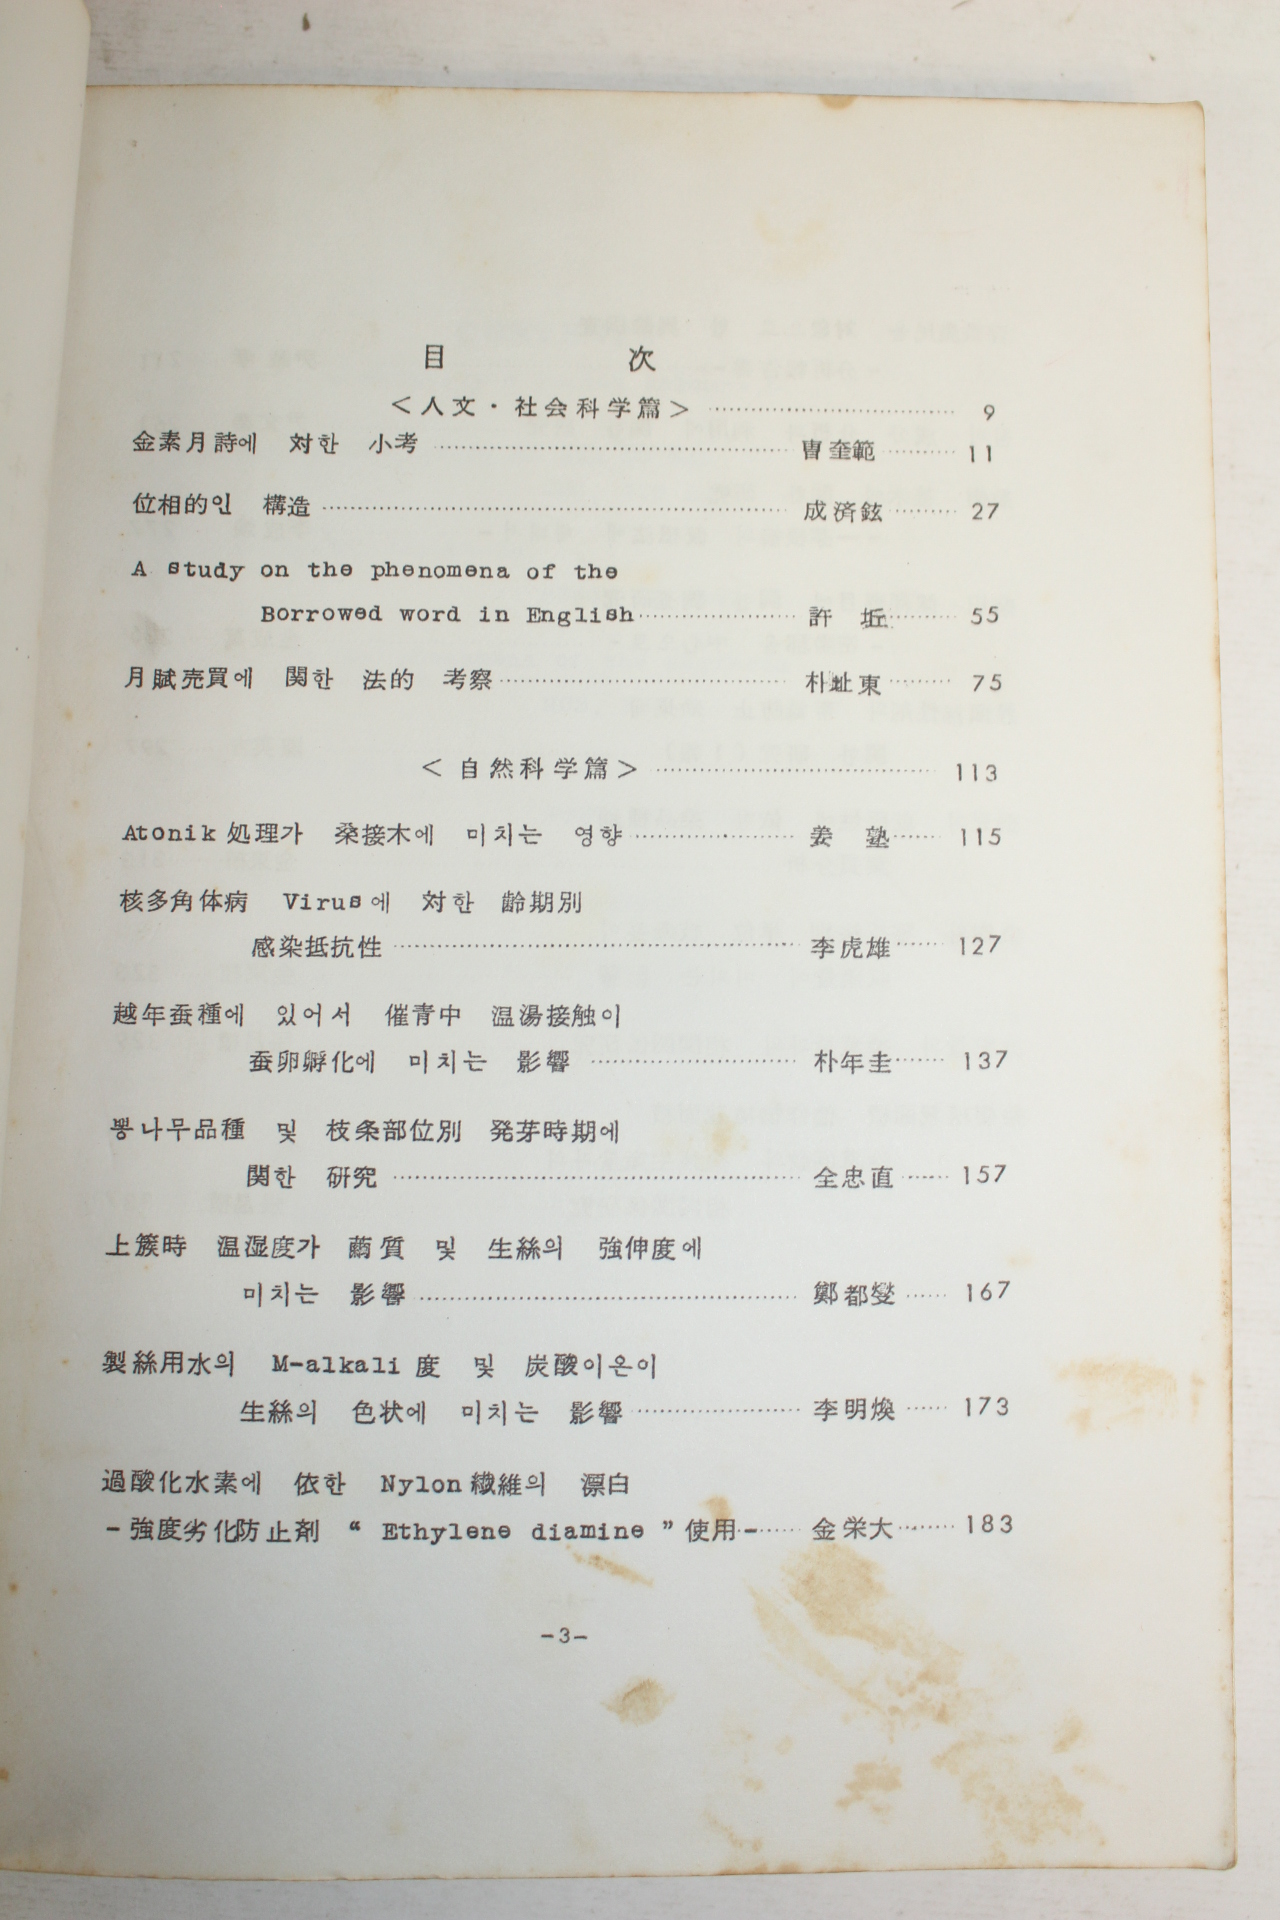 目 次
<人文・社会科学篇> 9
金素月詩에 対한 小考 曺奎範 11
位相的인 構造 成済鉉 27
A study on the phenomena of the
Borrowed word in English 許 坵 55
月賦売買에 関한 法的 考察 朴址東 75
<自然科学篇> 113
Atonik 処理가 桑接木에 미치는 영향 姜 塾 115
核多角体病 Virus에 対한 齢期別
感染抵抗性 李虎雄 127
越年蚕種에 있어서 催青中 温湯接触이
蚕卵孵化에 미치는 影響 朴年圭 137
뽕나무品種 및 枝条部位別 発芽時期에
関한 研究 全忠直 157
上簇時 温湿度가 繭質 및 生絲의 強伸度에
미치는 影響 鄭都燮 167
製絲用水의 M-alkali 度 및 炭酸이온이
生絲의 色状에 미치는 影響 李明煥 173
過酸化水素에 依한 Nylon 繊維의 漂白
-強度劣化防止剤 “ Ethylene diamine ” 使用- 金栄大 183
-3-